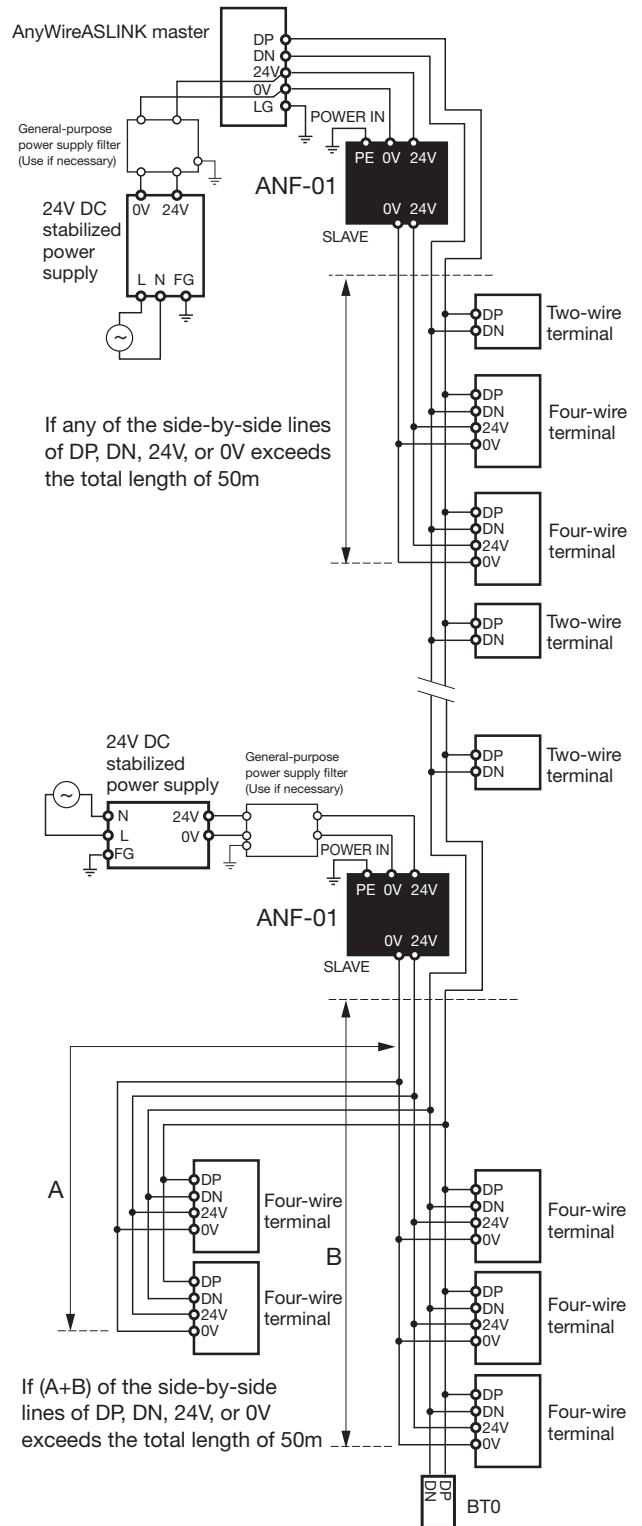 AnyWireASLINK master
DP
DN
24V
0V
LG
General-purpose
power supply filter
(Use if necessary)
24V DC
stabilized
power
supply
0V 24V
L N FG
~
POWER IN
PE 0V 24V
ANF-01
0V 24V
SLAVE
If any of the side-by-side lines
of DP, DN, 24V, or 0V exceeds
the total length of 50m
DP
DN
Two-wire
terminal
DP
DN
24V
0V
Four-wire
terminal
DP
DN
24V
0V
Four-wire
terminal
DP
DN
Two-wire
terminal
DP
DN
Two-wire
terminal
24V DC
stabilized
power supply
N 24V
L 0V
FG
~
General-purpose
power supply filter
(Use if necessary)
POWER IN
PE 0V 24V
ANF-01
0V 24V
SLAVE
A
B
DP
DN
24V
0V
Four-wire
terminal
DP
DN
24V
0V
Four-wire
terminal
DP
DN
24V
0V
Four-wire
terminal
DP
DN
24V
0V
Four-wire
terminal
DP
DN
24V
0V
Four-wire
terminal
If (A+B) of the side-by-side
lines of DP, DN, 24V, or 0V
exceeds the total length of 50m
DP
DN
BT0